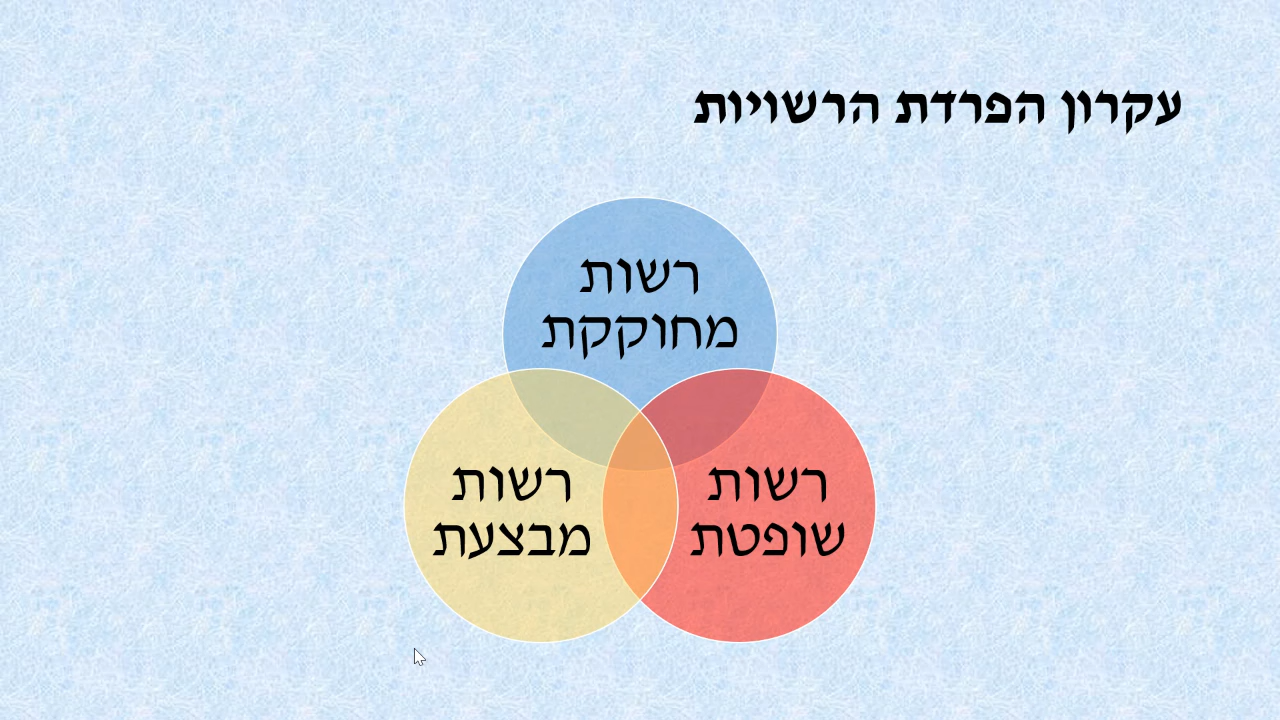 עקרון הפרדת הרשויות
רשות
מחוקקת
רשות
שופטת
רשות
מבצעת